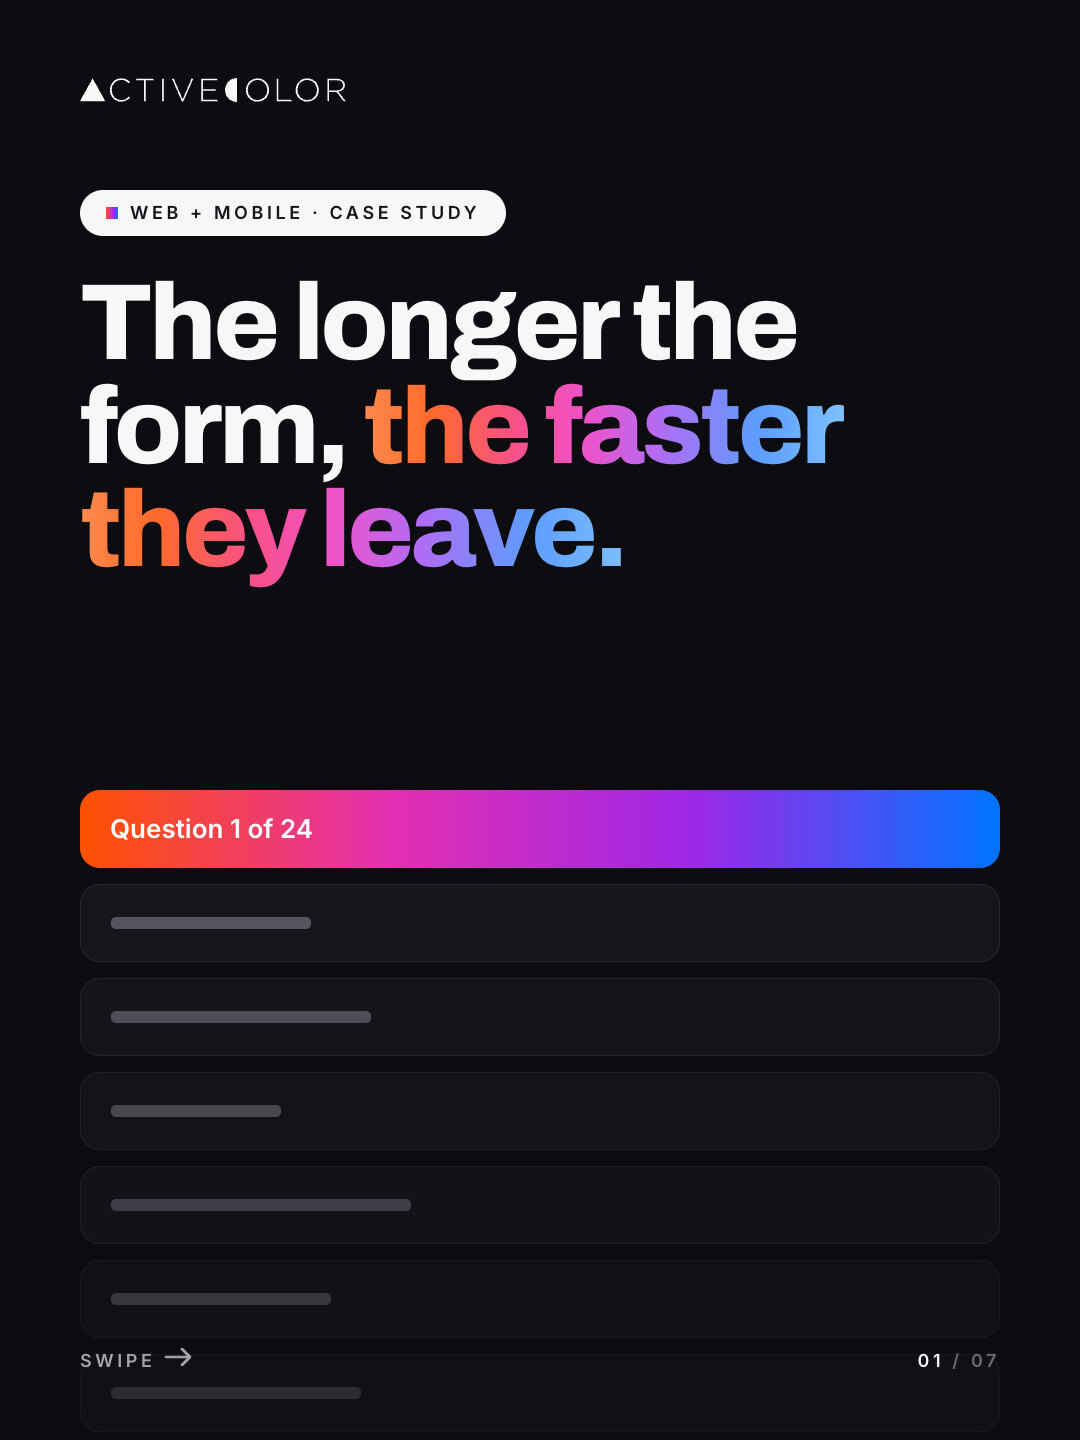 ACTIVECOLOR
WEB + MOBILE · CASE STUDY
The longer the
form, the faster
they leave.
Question 1 of 24
SWIPE →
01 / 07